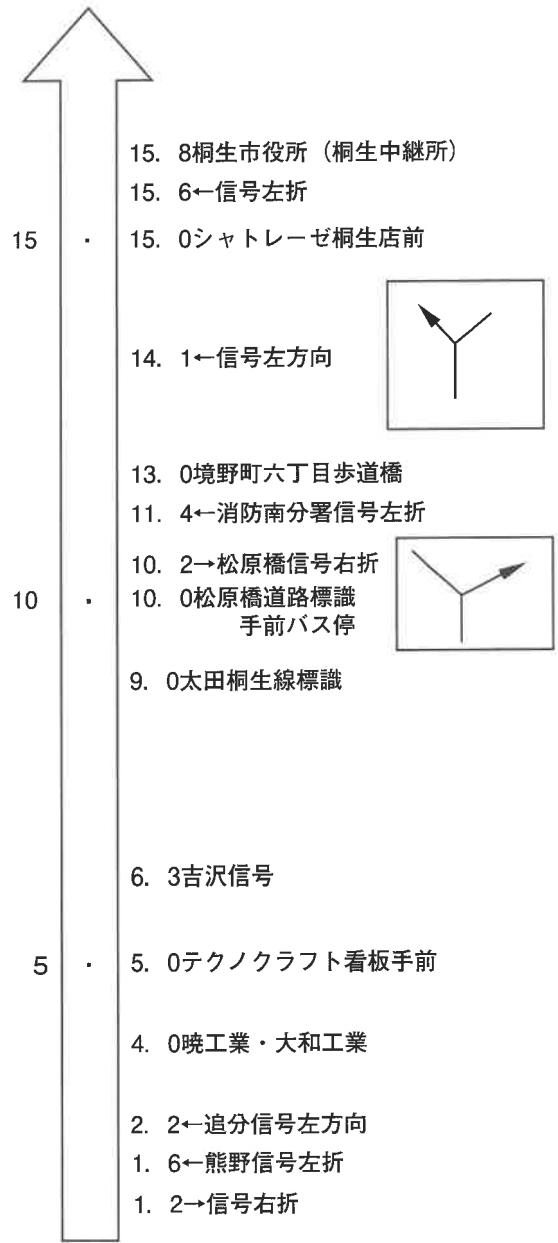 15. 8桐生市役所（桐生中継所）
15. 6←信号左折
15 ・ 15. 0シャトレーゼ桐生店前
14. 1←信号左方向
13. 0境野町六丁目歩道橋
11. 4←消防南分署信号左折
10. 2→松原橋信号右折
10 ・ 10. 0松原橋道路標識
手前バス停
9. 0太田桐生線標識
6. 3吉沢信号
5 ・ 5. 0テクノクラフト看板手前
4. 0暁工業・大和工業
2. 2←追分信号左方向
1. 6←熊野信号左折
1. 2→信号右折